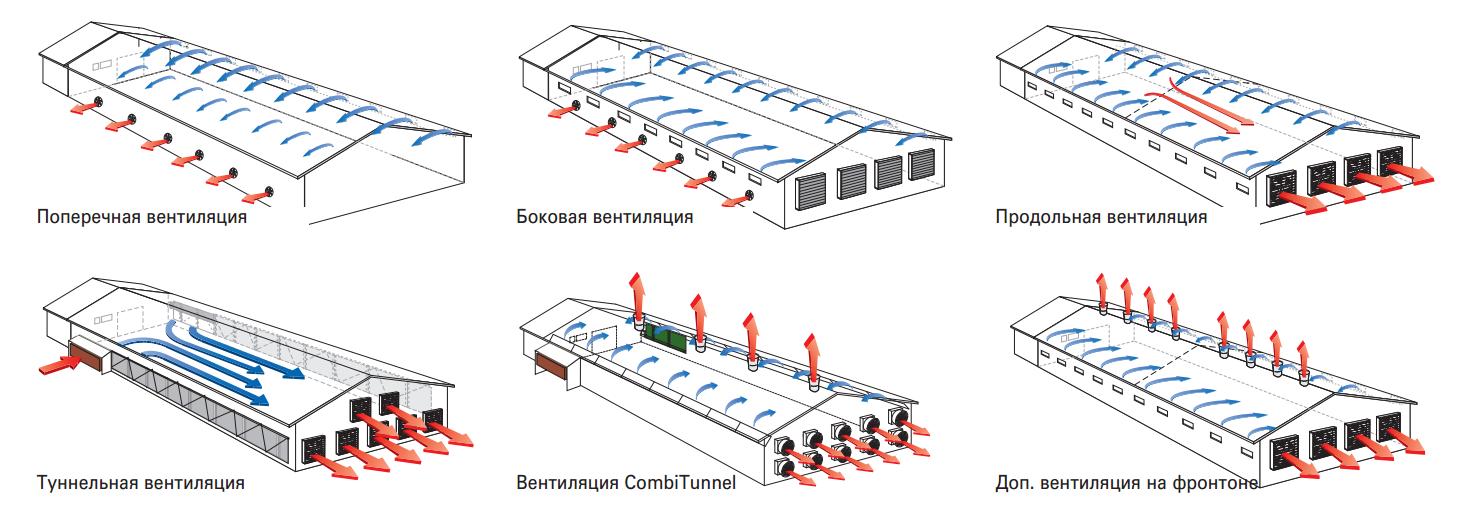 Поперечная вентиляция
Боковая вентиляция
Продольная вентиляция
Туннельная вентиляция
Вентиляция CombiTunnel
Доп. вентиляция на фронтоне